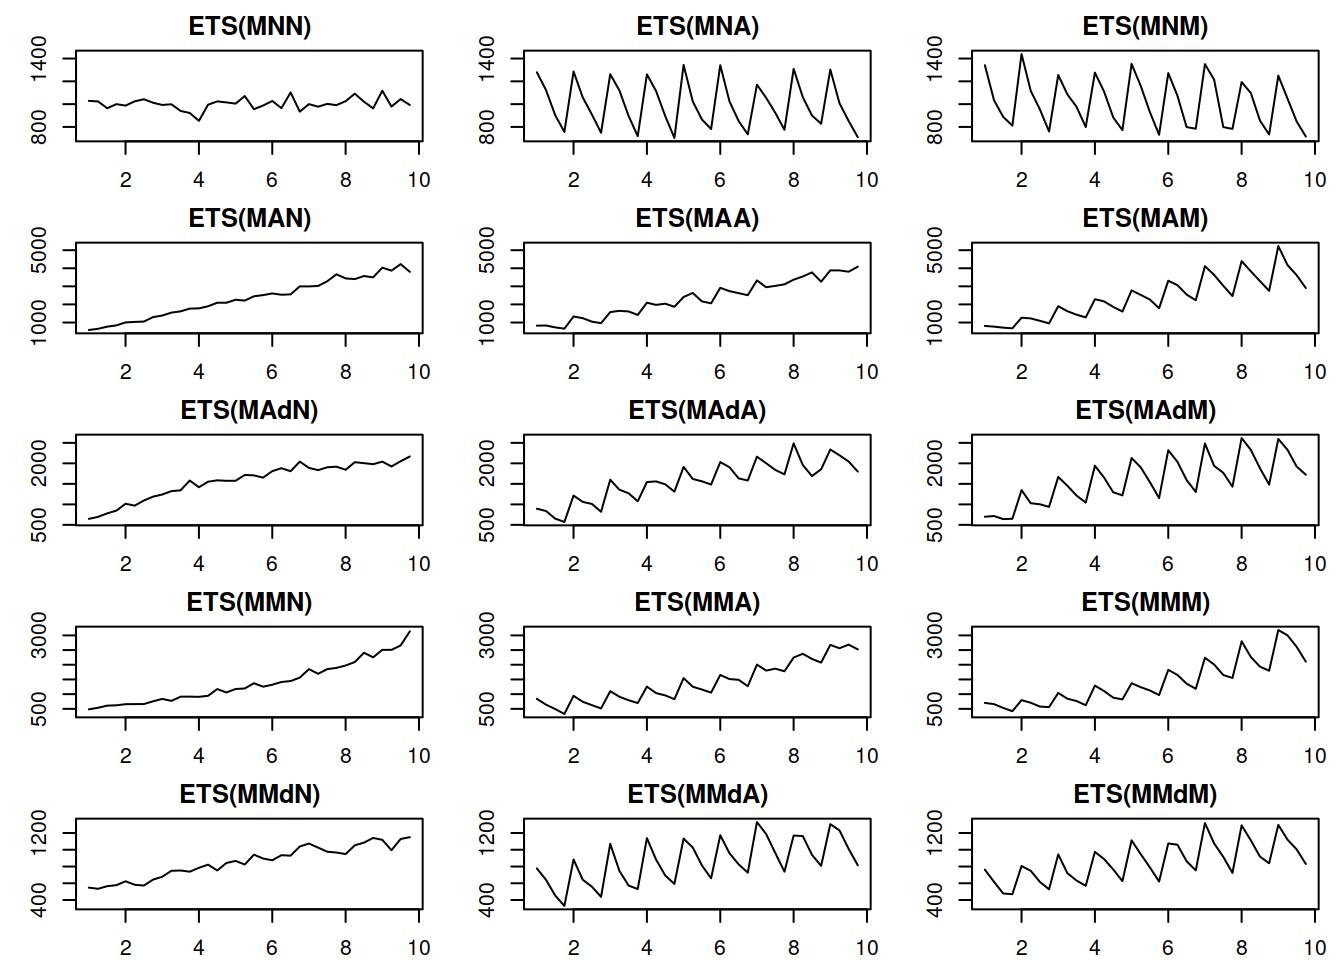 ETS(MNN) ETS(MNA) ETS(MNM)
1400 1400 1400
800 800 800
2 4 6 8 10 2 4 6 8 10 2 4 6 8 10
ETS(MAN) ETS(MAA) ETS(MAM)
5000 5000 5000
1000 1000 1000
2 4 6 8 10 2 4 6 8 10 2 4 6 8 10
ETS(MAdN) ETS(MAdA) ETS(MAdM)
2000 2000 2000
500 500 500
2 4 6 8 10 2 4 6 8 10 2 4 6 8 10
ETS(MMN) ETS(MMA) ETS(MMM)
3000 3000 3000
500 500 500
2 4 6 8 10 2 4 6 8 10 2 4 6 8 10
ETS(MMdN) ETS(MMdA) ETS(MMdM)
1200 1200 1200
400 400 400
2 4 6 8 10 2 4 6 8 10 2 4 6 8 10